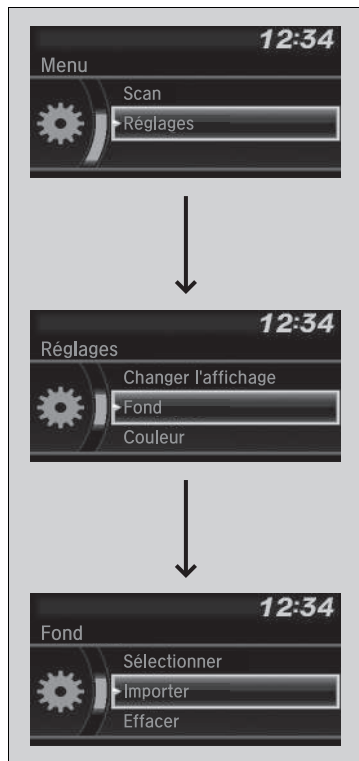 12:34
Menu
Scan
Réglages
12:34
Réglages
Changer l'affichage
Fond
Couleur
12:34
Fond
Sélectionner
Importer
Effacer